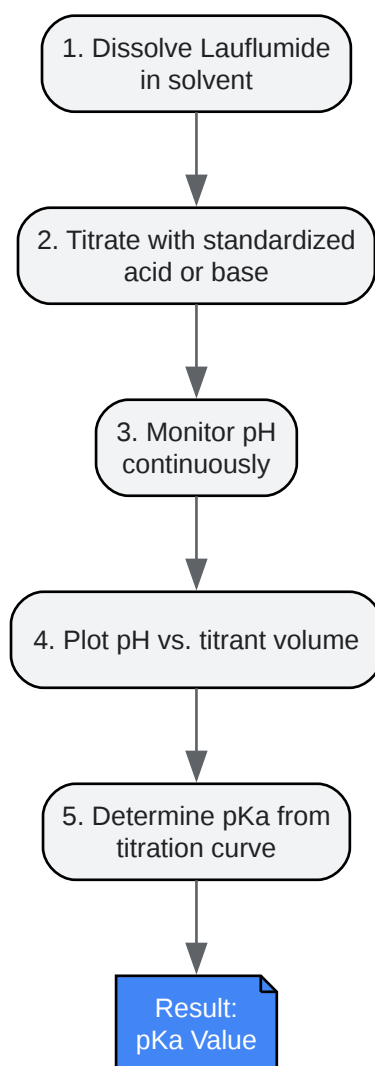 1. Dissolve Lauflumide
in solvent
2. Titrate with standardized
acid or base
3. Monitor pH
continuously
4. Plot pH vs. titrant volume
5. Determine pKa from
titration curve
Result:
pKa Value